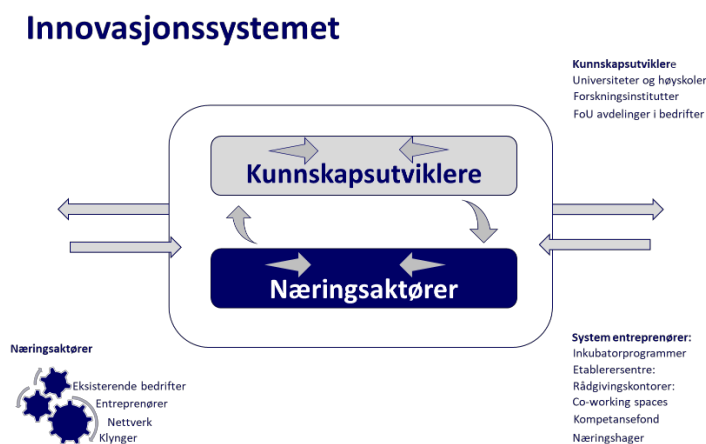 Innovasjonssystemet
Kunnskapsutviklere
Universiteter og høyskoler
Forskningsinstitutter
FoU avdelinger i bedrifter
Kunnskapsutviklere
Næringsaktører
Næringsaktører
Eksisterende bedrifter
Entreprenører
Nettverk
Klynger
System entreprenører:
Inkubatorprogrammer
Etablerersentre:
Rådgivingskontorer:
Co-working spaces
Kompetansefond
Næringshager